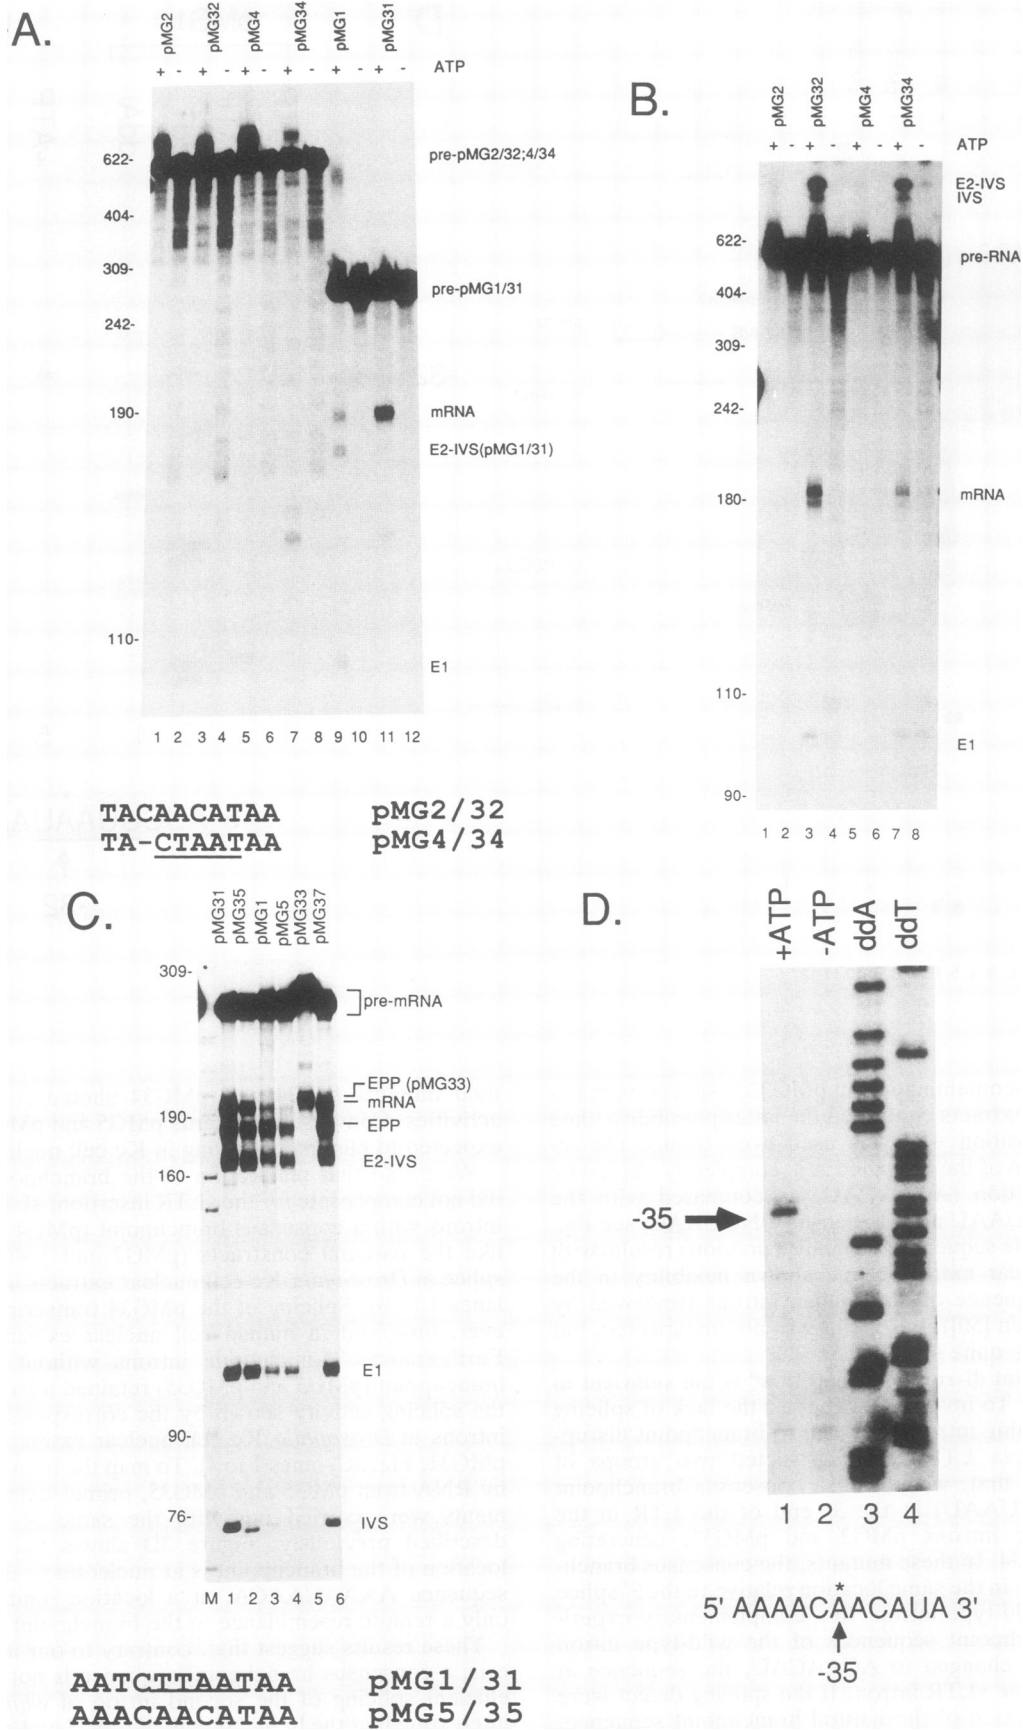 A.
pMG2 pMG32 pMG4 pMG34 pMG1 pMG31
+ - + - + - + - + - + - ATP
622-
404-
309-
242-
190-
110-
pre-pMG2/32;4/34
pre-pMG1/31
mRNA
E2-IVS(pMG1/31)
E1
1 2 3 4 5 6 7 8 9 10 11 12
TACAACATAA pMG2/32
TA-CTAATAA pMG4/34
B.
pMG2 pMG32 pMG4 pMG34
+ - + - + - + - ATP
622-
404-
309-
242-
180-
110-
90-
E2-IVS
IVS
pre-RNA
mRNA
E1
1 2 3 4 5 6 7 8
C.
pMG31 pMG35 pMG1 pMG5 pMG33 pMG37
309-
190-
160-
90-
76-
pre-mRNA
EPP (pMG33)
mRNA
EPP
E2-IVS
E1
IVS
M 1 2 3 4 5 6
AATCTTAATAA pMG1/31
AAACAACATAA pMG5/35
D.
+ATP -ATP ddA ddT
-35
1 2 3 4
*
5' AAAACAACAUA 3'
-35